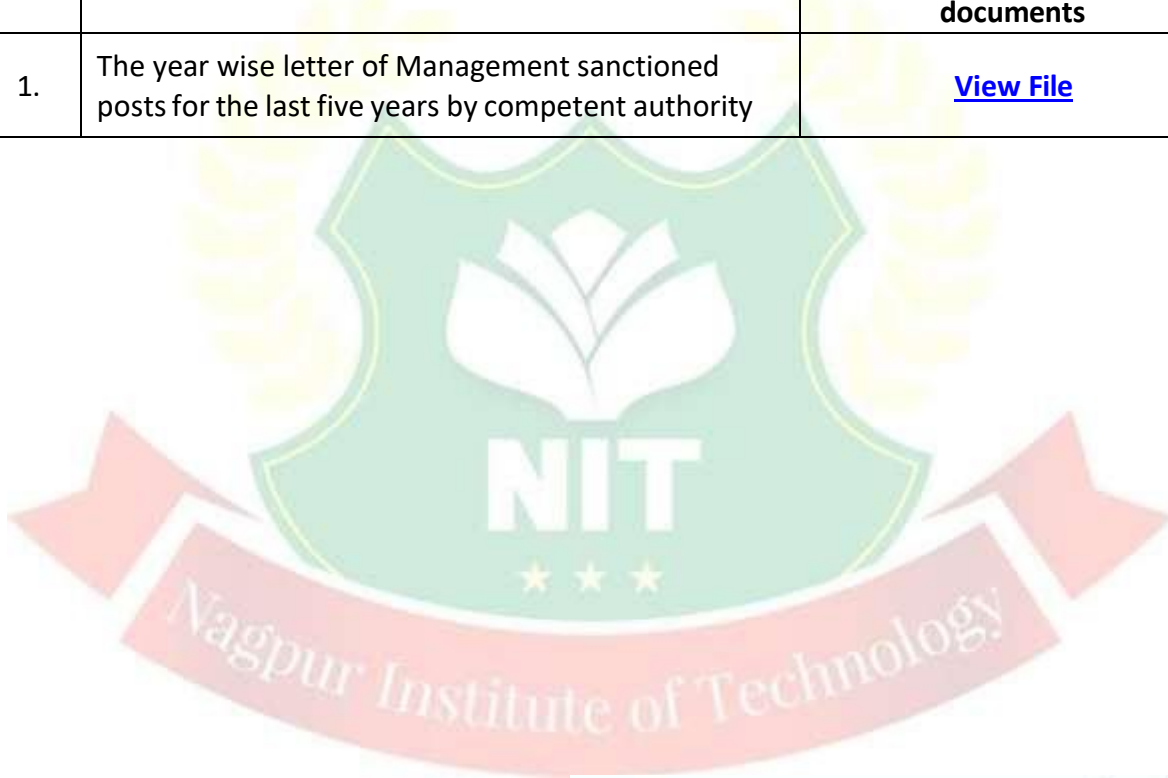 documents
1.
The year wise letter of Management sanctioned
posts for the last five years by competent authority
View File
NIT
Nagpur Institute of Technology